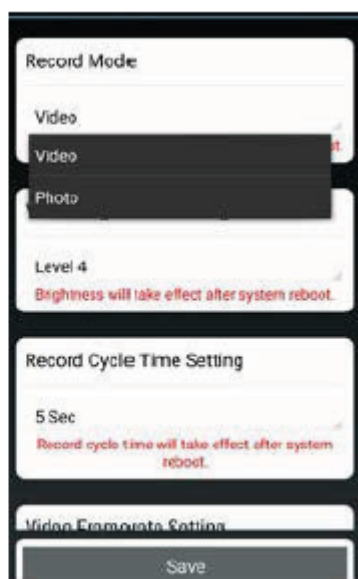 Record Mode
Video
Video
Photo
Level 4
Brightness will take effect after system reboot.
Record Cycle Time Setting
5 Sec
Record cycle time will take effect after system
reboot.
Video Framerate Setting
Save